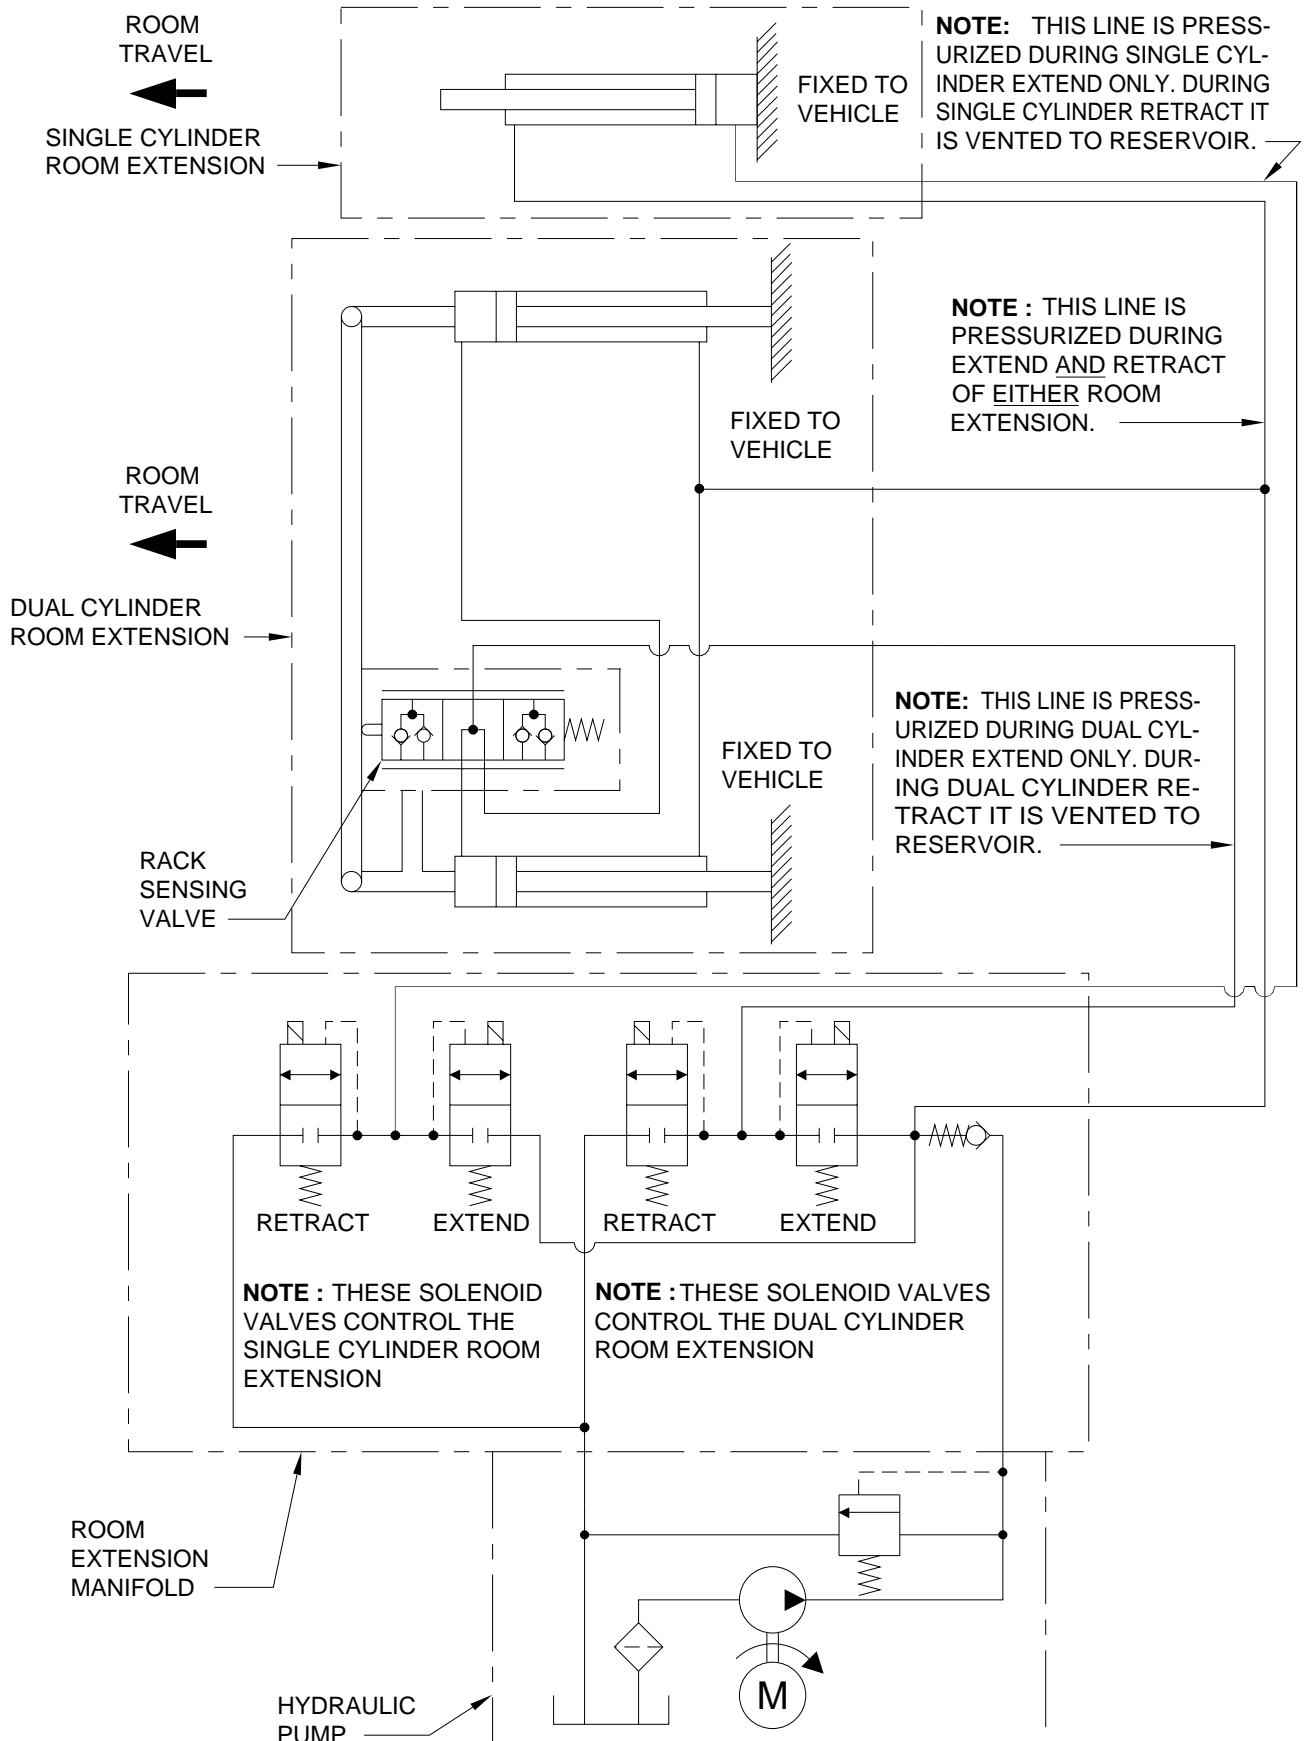 ROOM
TRAVEL
SINGLE CYLINDER
ROOM EXTENSION
FIXED TO
VEHICLE
NOTE: THIS LINE IS PRESS-
URIZED DURING SINGLE CYL-
INDER EXTEND ONLY. DURING
SINGLE CYLINDER RETRACT IT
IS VENTED TO RESERVOIR.
NOTE : THIS LINE IS
PRESSURIZED DURING
EXTEND AND RETRACT
OF EITHER ROOM
EXTENSION.
FIXED TO
VEHICLE
ROOM
TRAVEL
DUAL CYLINDER
ROOM EXTENSION
NOTE: THIS LINE IS PRESS-
URIZED DURING DUAL CYL-
INDER EXTEND ONLY. DUR-
ING DUAL CYLINDER RE-
TRACT IT IS VENTED TO
RESERVOIR.
FIXED TO
VEHICLE
RACK
SENSING
VALVE
RETRACT
EXTEND
RETRACT
EXTEND
NOTE : THESE SOLENOID
VALVES CONTROL THE
SINGLE CYLINDER ROOM
EXTENSION
NOTE : THESE SOLENOID VALVES
CONTROL THE DUAL CYLINDER
ROOM EXTENSION
ROOM
EXTENSION
MANIFOLD
M
HYDRAULIC
PUMP